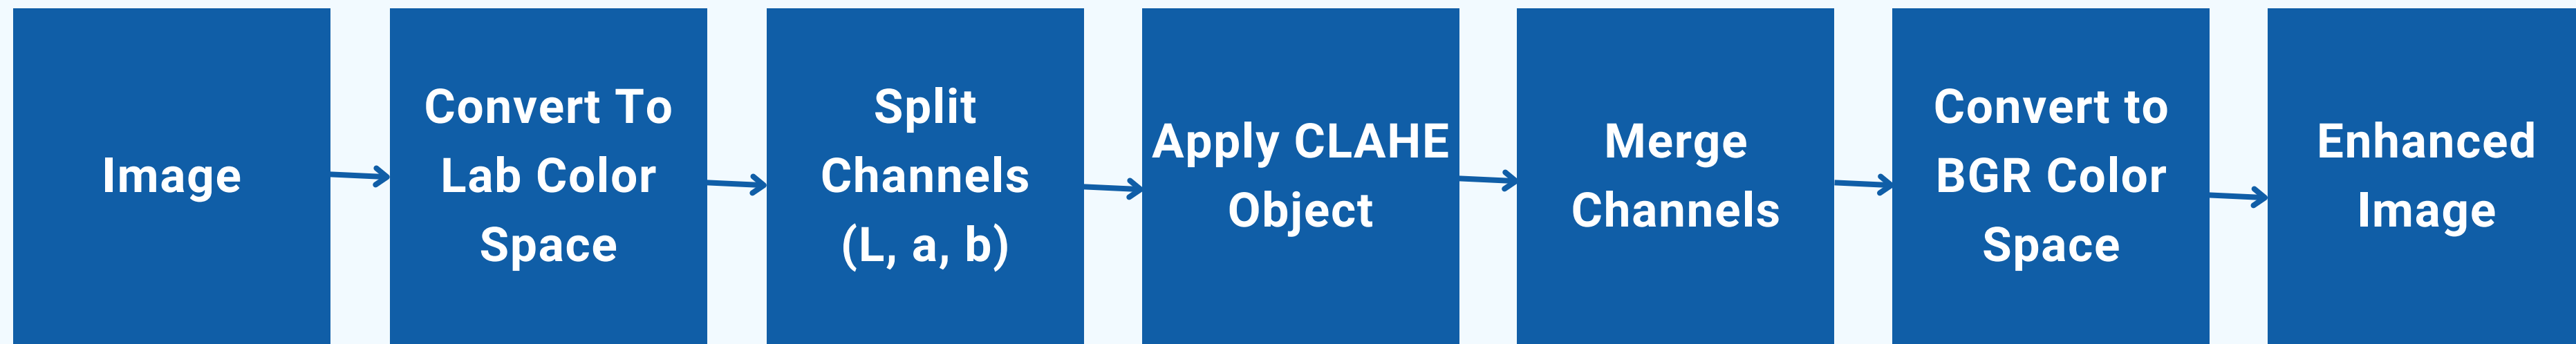 Image
Convert To
Lab Color
Space
Split
Channels
(L, a, b)
Apply CLAHE
Object
Merge
Channels
Convert to
BGR Color
Space
Enhanced
Image